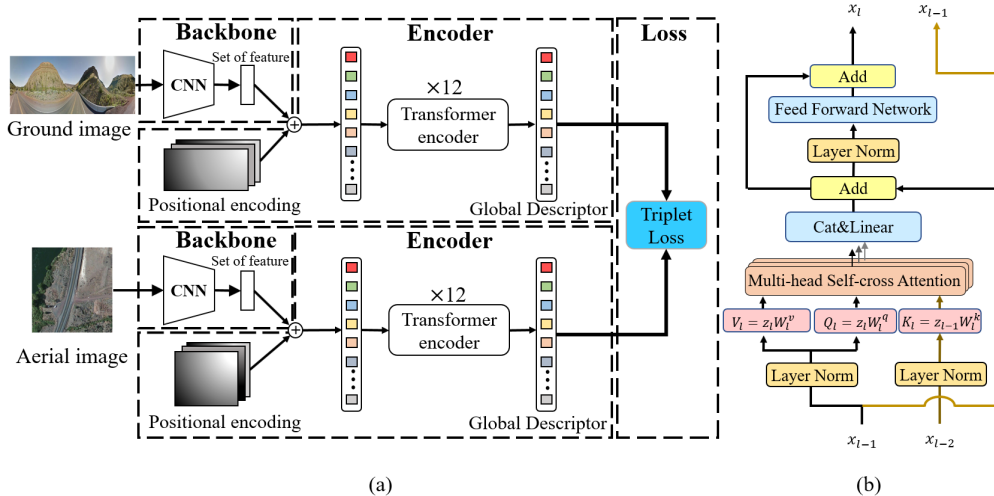 Backbone
Encoder
Loss
Set of feature
CNN
×12
Transformer
encoder
Ground image
Positional encoding
Global Descriptor
Triplet
Loss
Backbone
Encoder
Set of feature
CNN
×12
Transformer
encoder
Aerial image
Positional encoding
Global Descriptor
(a)
x_l
x_{l-1}
Add
Feed Forward Network
Layer Norm
Add
Cat&Linear
Multi-head Self-cross Attention
V_l = z_l W_l^v
Q_l = z_l W_l^q
K_l = z_{l-1} W_l^k
Layer Norm
Layer Norm
x_{l-1}
x_{l-2}
(b)